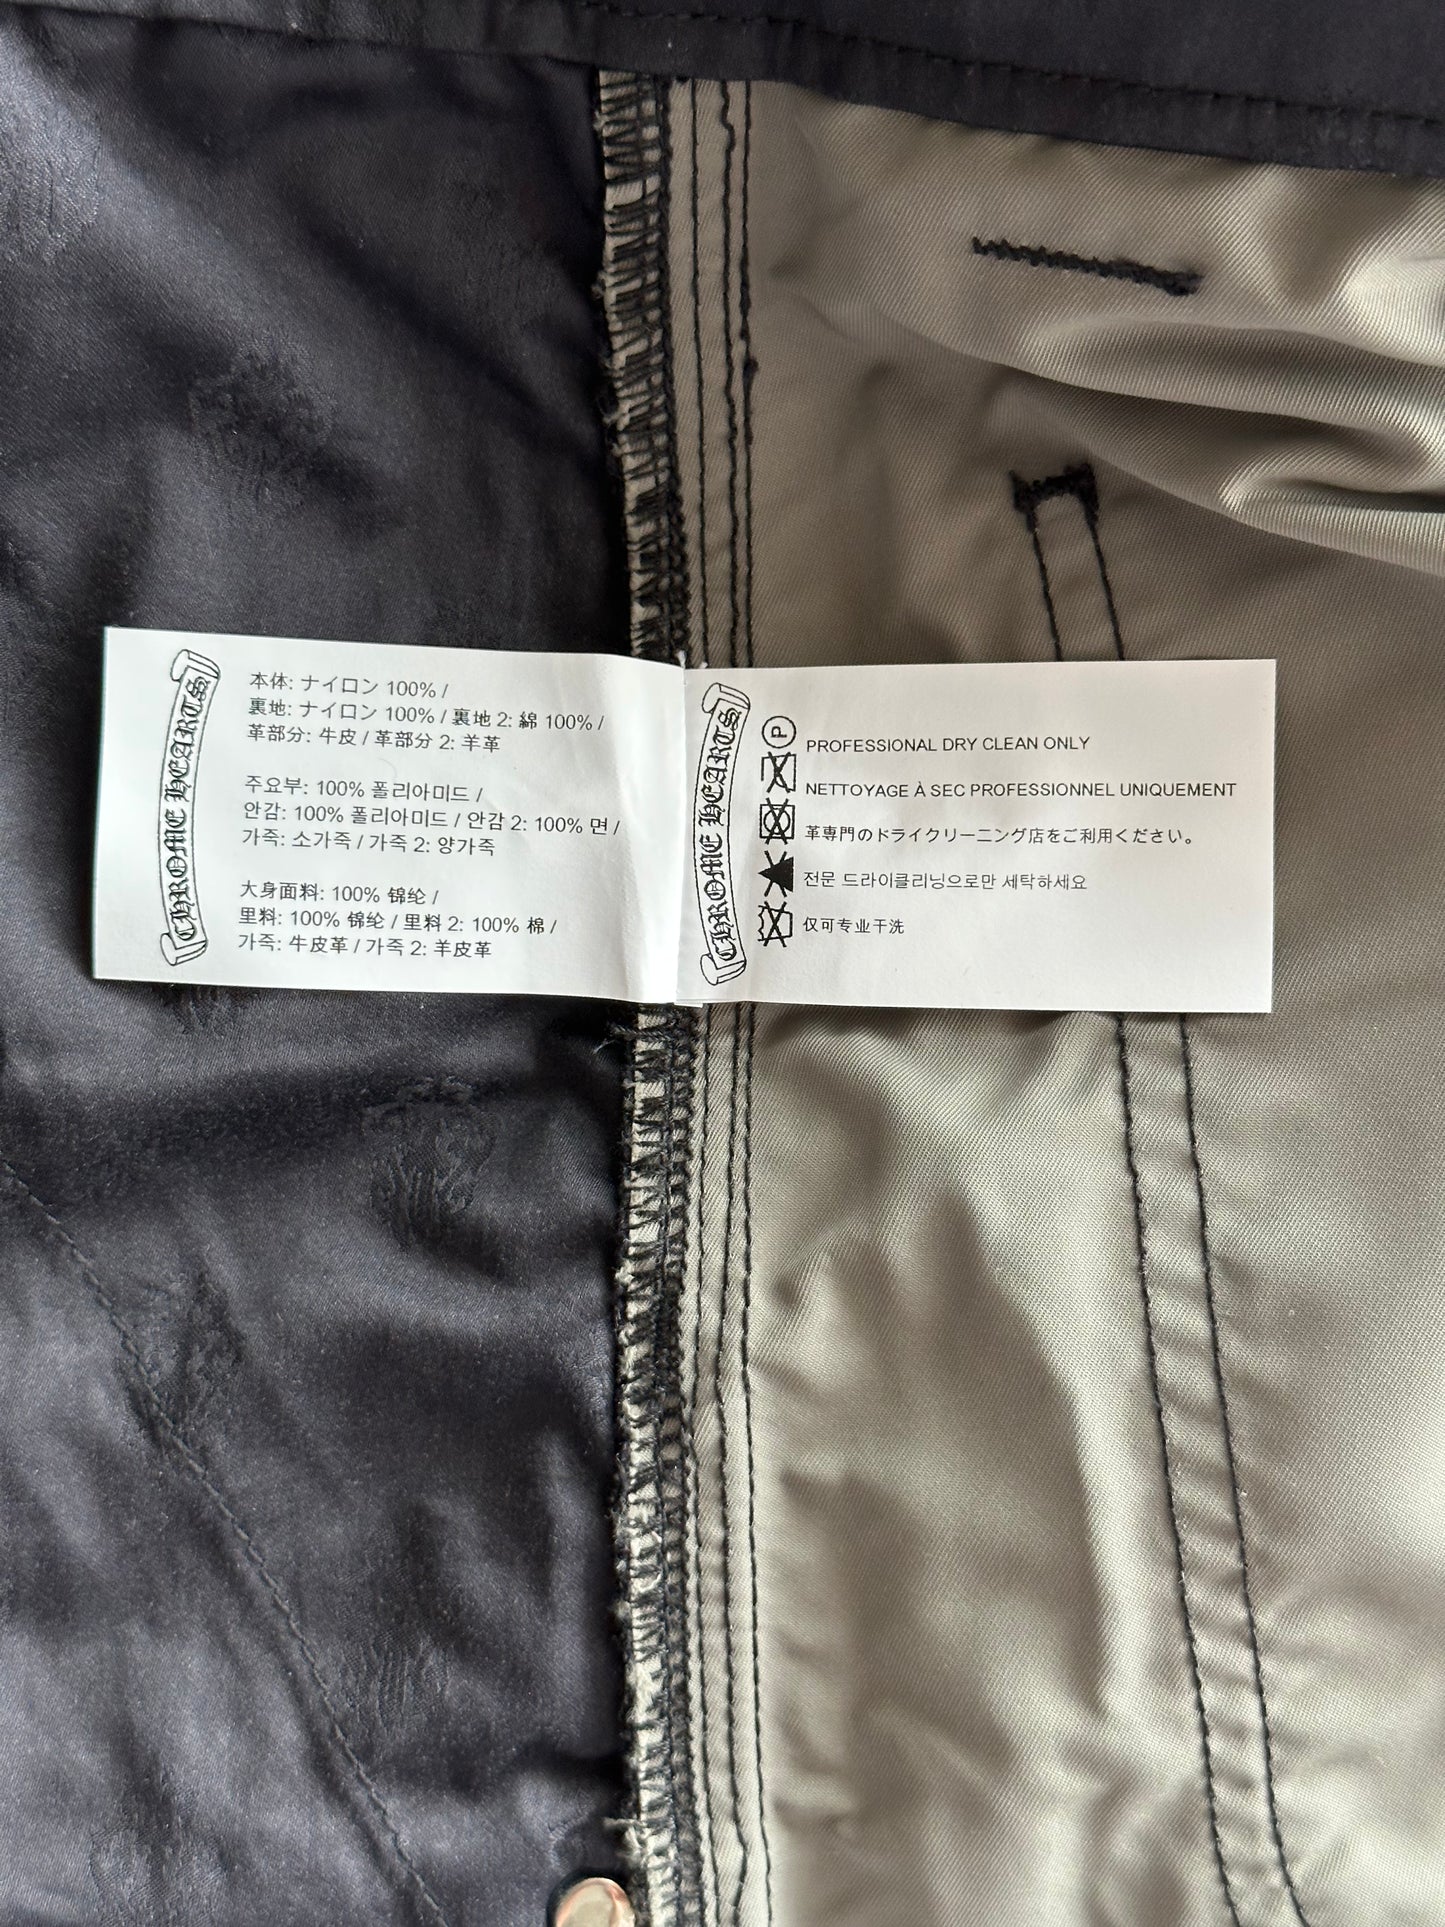 CHROME HEARTS
本体: ナイロン 100% /
裏地: ナイロン 100% / 裏地 2: 綿 100% /
革部分: 牛皮 / 革部分 2: 羊革
주요부: 100% 폴리아미드 /
안감: 100% 폴리아미드 / 안감 2: 100% 면 /
가죽: 소가죽 / 가죽 2: 양가죽
大身面料: 100% 锦纶 /
里料: 100% 锦纶 / 里料 2: 100% 棉 /
가죽: 牛皮革 / 가죽 2: 羊皮革
CHROME HEARTS
P
PROFESSIONAL DRY CLEAN ONLY
NETTOYAGE À SEC PROFESSIONNEL UNIQUEMENT
革専門のドライクリーニング店をご利用ください。
전문 드라이클리닝으로만 세탁하세요
仅可专业干洗